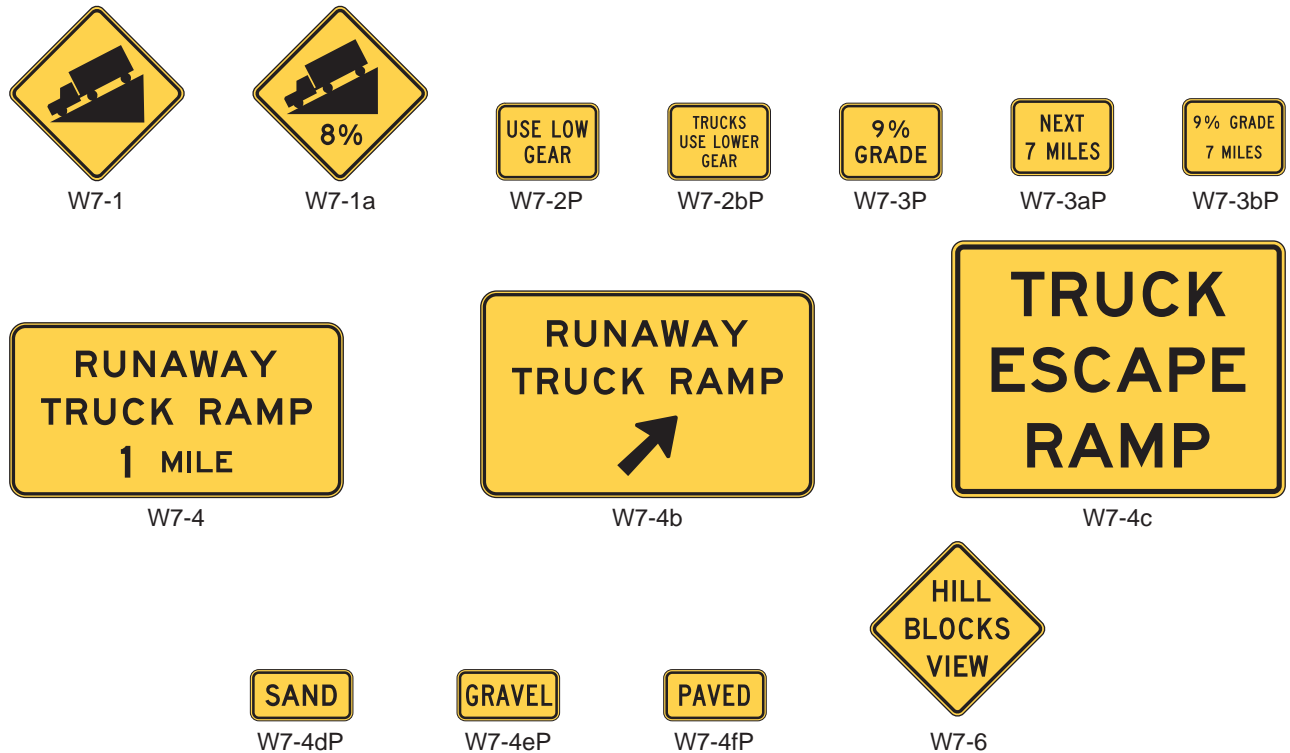 8%
USE LOW
GEAR
TRUCKS
USE LOWER
GEAR
9%
GRADE
NEXT
7 MILES
9% GRADE
7 MILES
W7-1
W7-1a
W7-2P
W7-2bP
W7-3P
W7-3aP
W7-3bP
RUNAWAY
TRUCK RAMP
1 MILE
RUNAWAY
TRUCK RAMP
TRUCK
ESCAPE
RAMP
W7-4
W7-4b
W7-4c
SAND
GRAVEL
PAVED
HILL
BLOCKS
VIEW
W7-4dP
W7-4eP
W7-4fP
W7-6